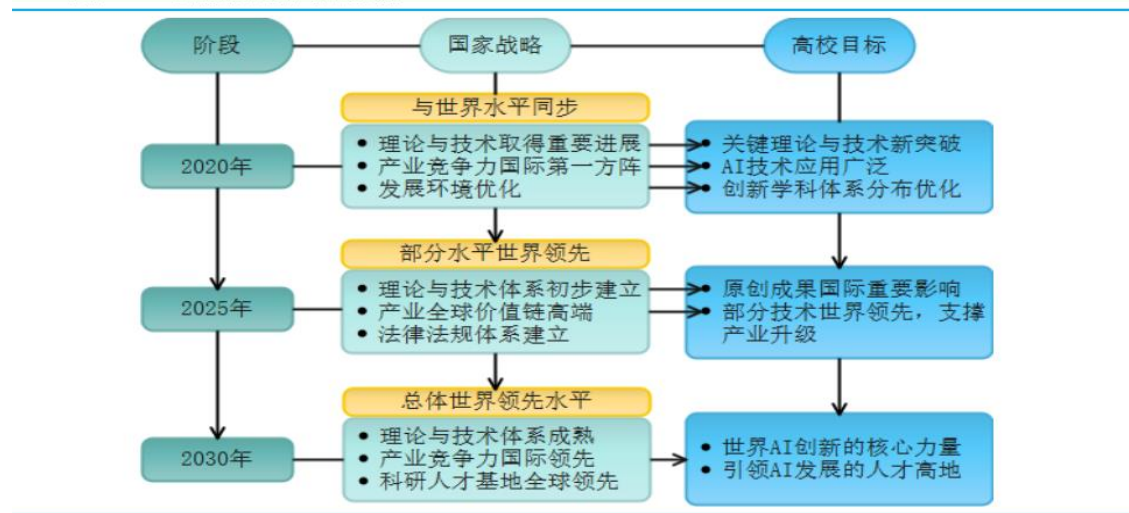 阶段
国家战略
高校目标
与世界水平同步
2020年
• 理论与技术取得重要进展
• 产业竞争力国际第一方阵
• 发展环境优化
• 关键理论与技术新突破
• AI技术应用广泛
• 创新学科体系分布优化
部分水平世界领先
2025年
• 理论与技术体系初步建立
• 产业全球价值链高端
• 法律法规体系建立
• 原创成果国际重要影响
• 部分技术世界领先，支撑
产业升级
总体世界领先水平
2030年
• 理论与技术体系成熟
• 产业竞争力国际领先
• 科研人才基地全球领先
• 世界AI创新的核心力量
• 引领AI发展的人才高地